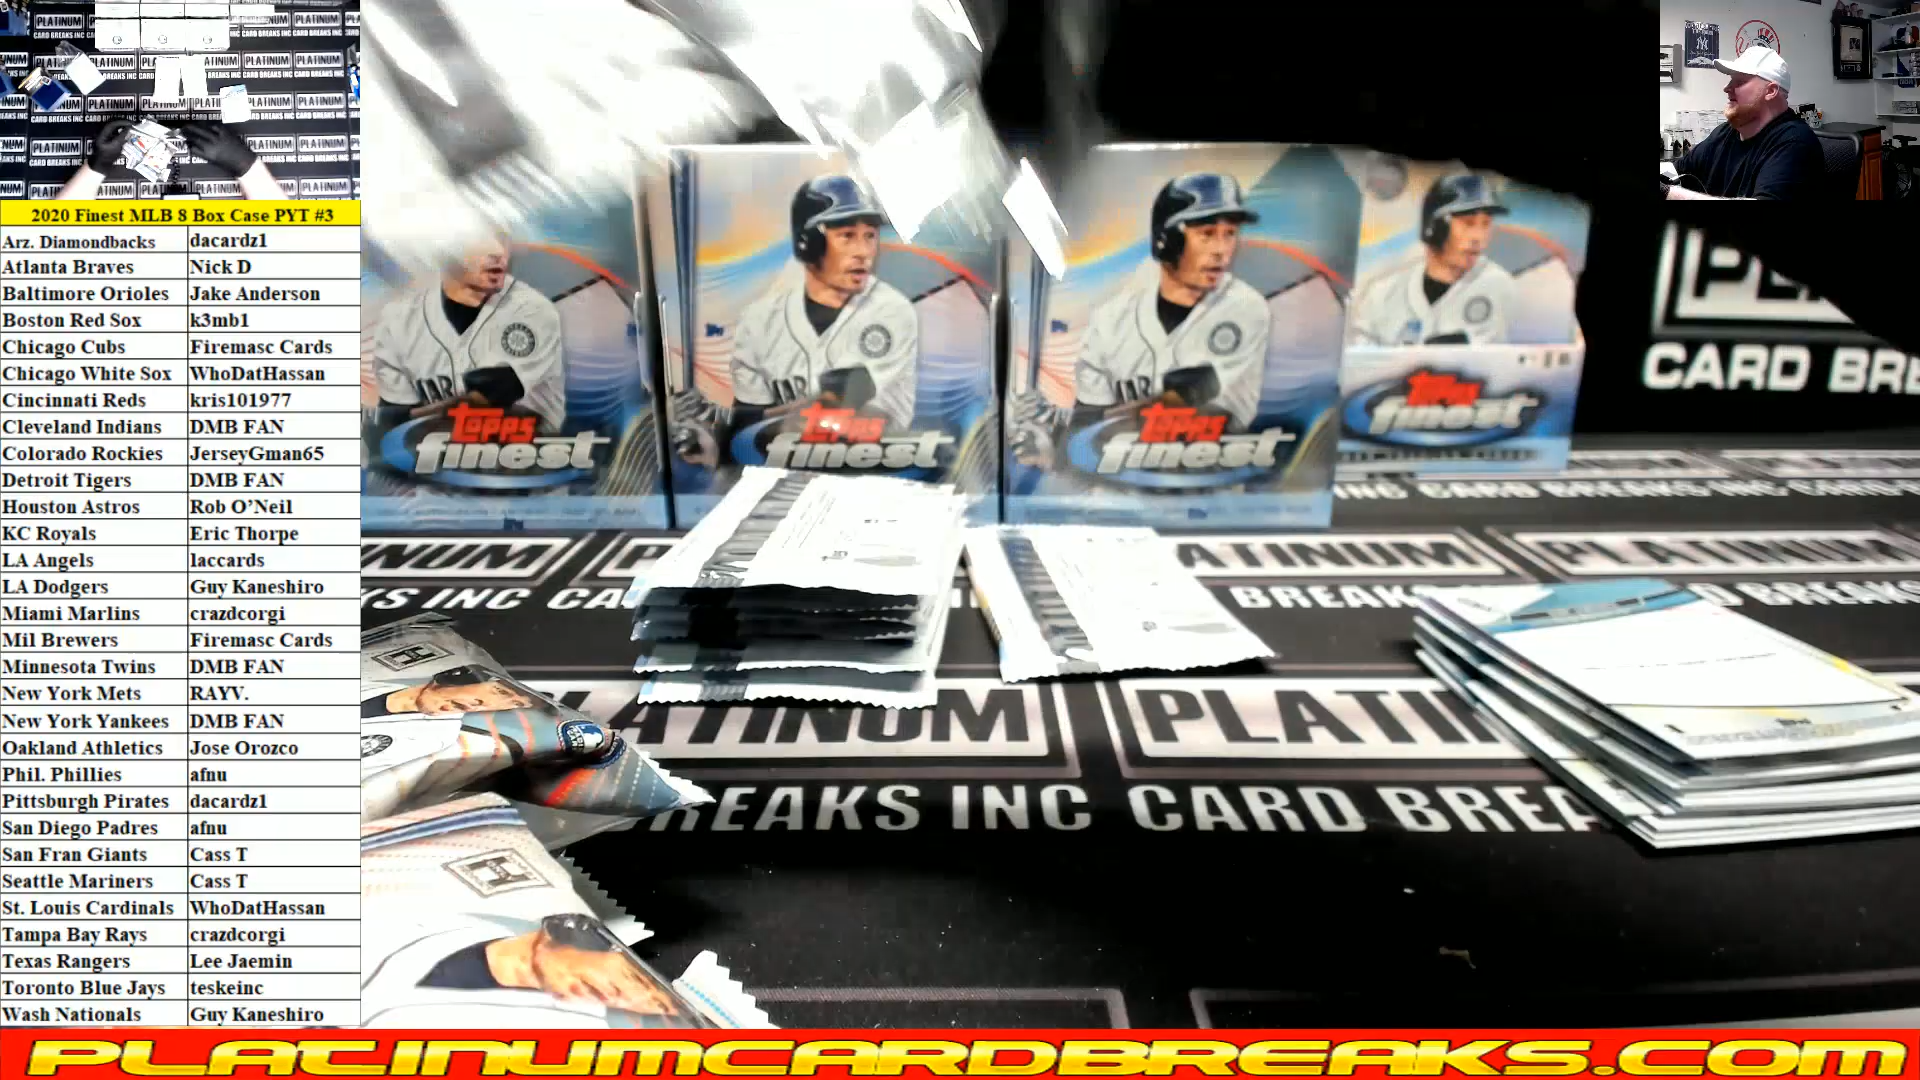 2020 Finest MLB 8 Box Case PYT #3
Arz. Diamondbacks dacardz1
Atlanta Braves Nick D
Baltimore Orioles Jake Anderson
Boston Red Sox k3mb1
Chicago Cubs Firemasc Cards
Chicago White Sox WhoDatHassan
Cincinnati Reds kris101977
Cleveland Indians DMB FAN
Colorado Rockies JerseyGman65
Detroit Tigers DMB FAN
Houston Astros Rob O’Neil
KC Royals Eric Thorpe
LA Angels laccards
LA Dodgers Guy Kaneshiro
Miami Marlins crazdcorgi
Mil Brewers Firemasc Cards
Minnesota Twins DMB FAN
New York Mets RAYV.
New York Yankees DMB FAN
Oakland Athletics Jose Orozco
Phil. Phillies afnu
Pittsburgh Pirates dacardz1
San Diego Padres afnu
San Fran Giants Cass T
Seattle Mariners Cass T
St. Louis Cardinals WhoDatHassan
Tampa Bay Rays crazdcorgi
Texas Rangers Lee Jaemin
Toronto Blue Jays teskeinc
Wash Nationals Guy Kaneshiro
Topps finest
Topps finest
Topps finest
Topps finest
CARD BRE
INC CARD BREAKS INC
PLATINUM PLATI
BREAKS INC CARD BREA
PLATINUMCARDBREAKS.COM